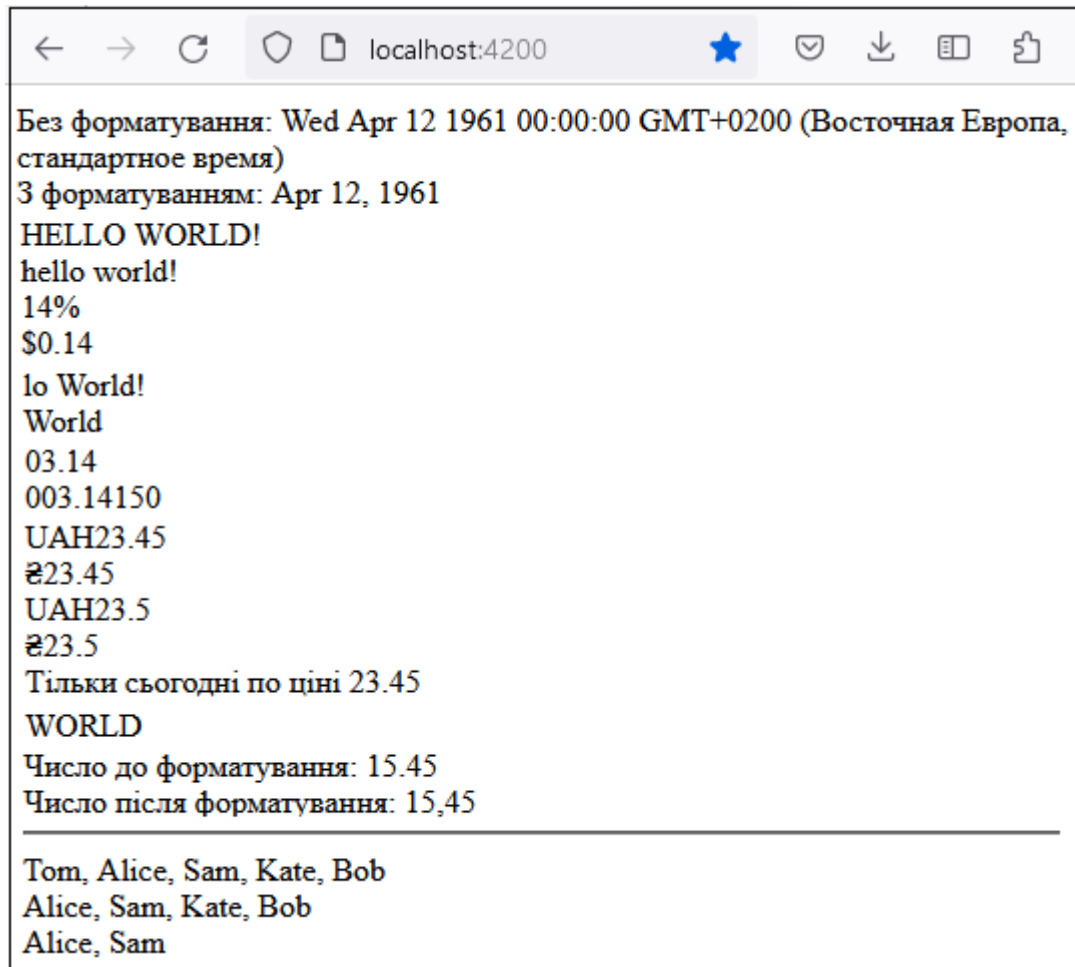 localhost:4200
Без форматування: Wed Apr 12 1961 00:00:00 GMT+0200 (Восточная Европа,
стандартное время)
З форматуванням: Apr 12, 1961
HELLO WORLD!
hello world!
14%
$0.14
lo World!
World
03.14
003.14150
UAH23.45
₴23.45
UAH23.5
₴23.5
Тільки сьогодні по ціні 23.45
WORLD
Число до форматування: 15.45
Число після форматування: 15,45
Tom, Alice, Sam, Kate, Bob
Alice, Sam, Kate, Bob
Alice, Sam